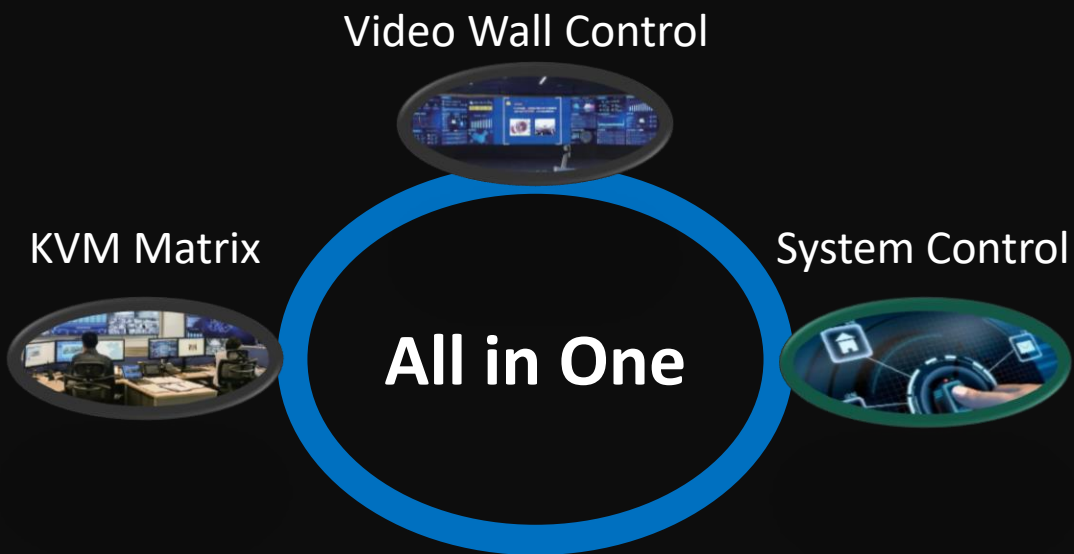 Video Wall Control
KVM Matrix
System Control
All in One